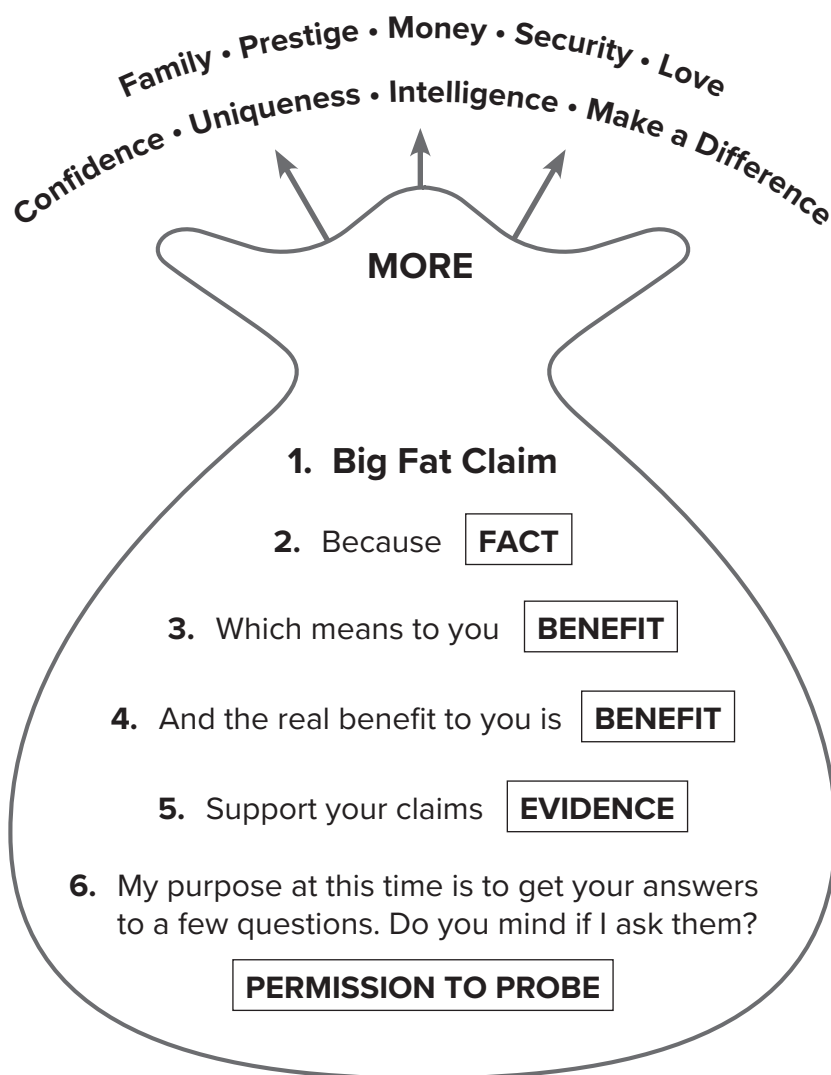 Family • Prestige • Money • Security • Love
Confidence • Uniqueness • Intelligence • Make a Difference
MORE
1. Big Fat Claim
2. Because FACT
3. Which means to you BENEFIT
4. And the real benefit to you is BENEFIT
5. Support your claims EVIDENCE
6. My purpose at this time is to get your answers
to a few questions. Do you mind if I ask them?
PERMISSION TO PROBE